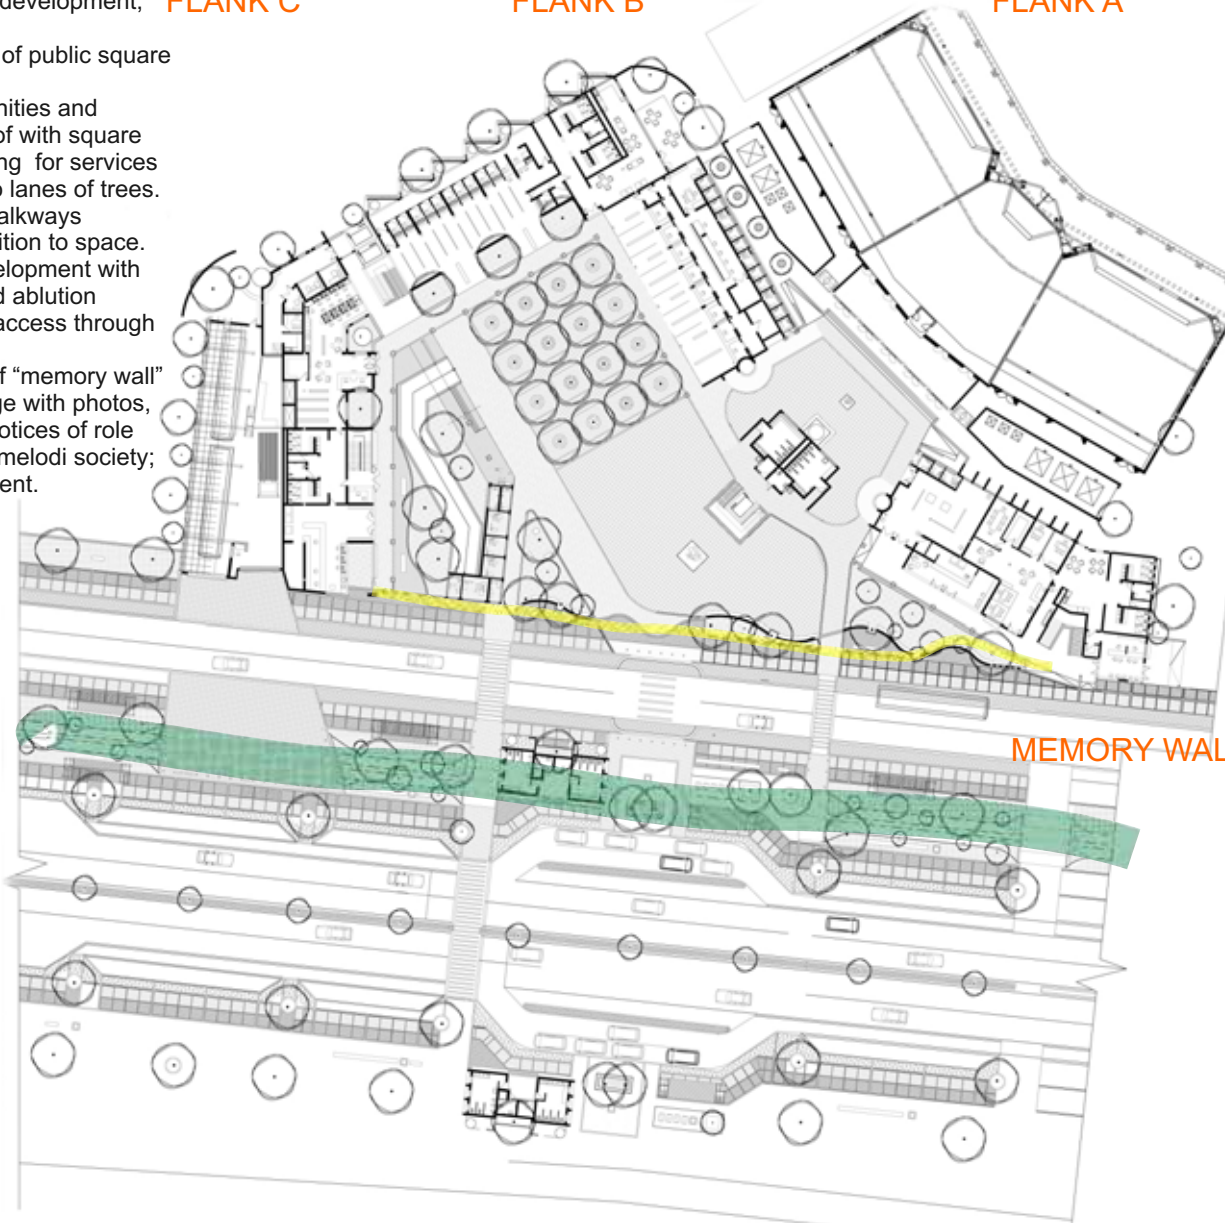 development,
FLANK C
FLANK B
FLANK A
of public square
nities and
of with square
ng for services
o lanes of trees.
alkways
ition to space.
elopment with
d ablution
access through
f “memory wall”
ge with photos,
otices of role
melodi society;
ent.
MEMORY WAL